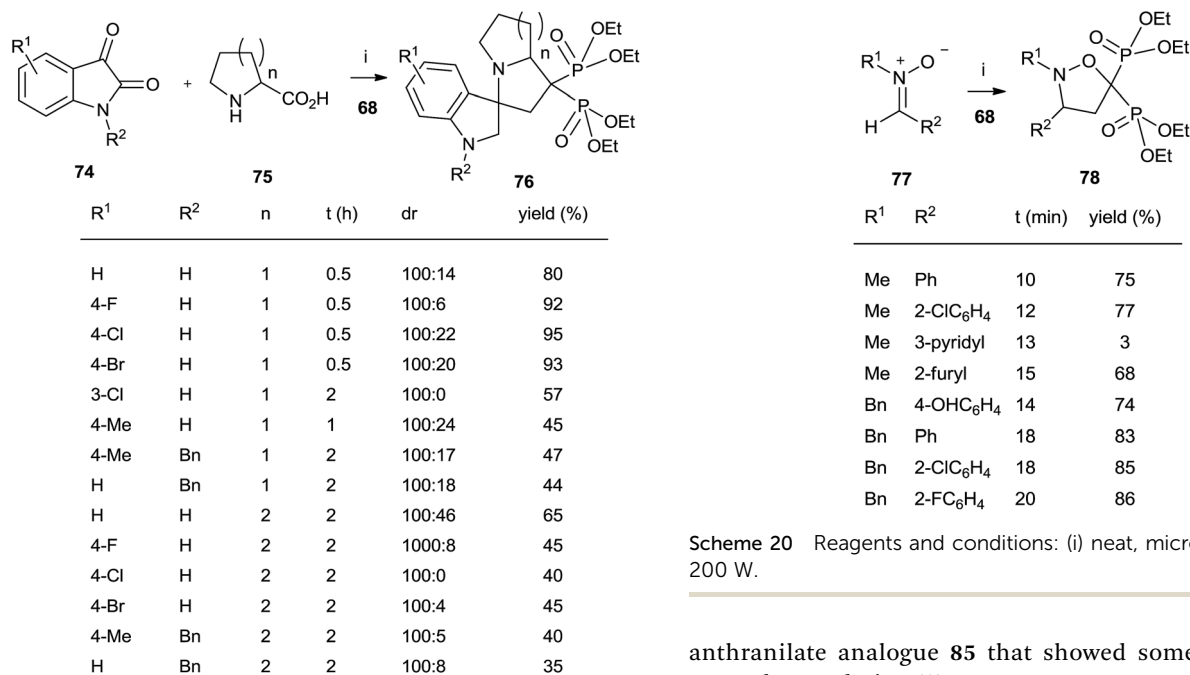 R1
O
O
N
R2
74
+
( )
n
N
H
CO2H
75
i
68
( )
n
R1
N
N
R2
O
P
OEt
OEt
P
O
OEt
OEt
76
R1 R2 n t (h) dr yield (%)
H H 1 0.5 100:14 80
4-F H 1 0.5 100:6 92
4-Cl H 1 0.5 100:22 95
4-Br H 1 0.5 100:20 93
3-Cl H 1 2 100:0 57
4-Me H 1 1 100:24 45
4-Me Bn 1 2 100:17 47
H Bn 1 2 100:18 44
H H 2 2 100:46 65
4-F H 2 2 1000:8 45
4-Cl H 2 2 100:0 40
4-Br H 2 2 100:4 45
4-Me Bn 2 2 100:5 40
H Bn 2 2 100:8 35
R1
+
N
O
−
H
R2
77
i
68
R1
N
O
R2
O
P
OEt
OEt
O
P
OEt
OEt
78
R1 R2 t (min) yield (%)
Me Ph 10 75
Me 2-ClC6H4 12 77
Me 3-pyridyl 13 3
Me 2-furyl 15 68
Bn 4-OHC6H4 14 74
Bn Ph 18 83
Bn 2-ClC6H4 18 85
Bn 2-FC6H4 20 86
Scheme 20 Reagents and conditions: (i) neat, micr
200 W.
anthranilate analogue 85 that showed some